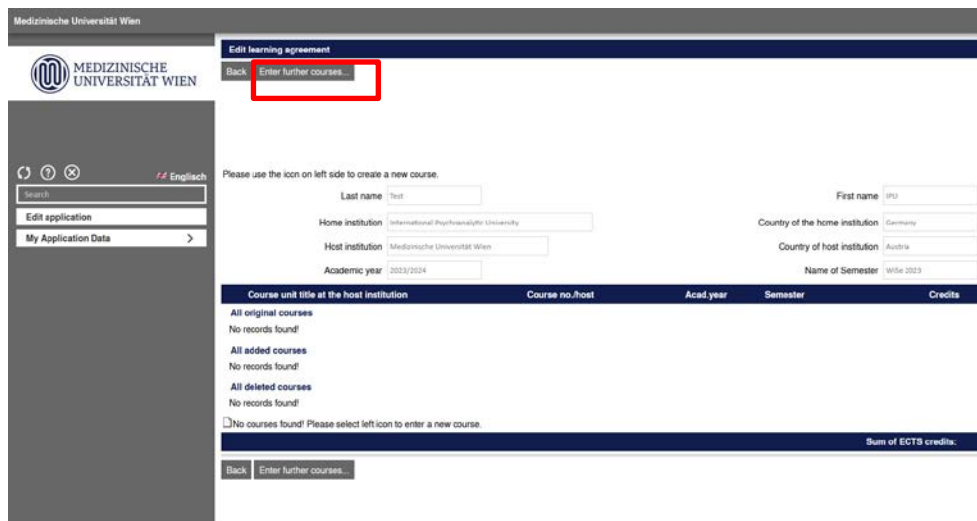 Medizinische Universität Wien
MEDIZINISCHE
UNIVERSITÄT WIEN
Edit learning agreement
Back Enter further courses...
Englisch
Search
Edit application
My Application Data
Please use the icon on left side to create a new course.
Last name Test First name IPU
Home institution International Psychoanalytic University Country of the home institution Germany
Host institution Medizinische Universität Wien Country of host institution Austria
Academic year 2023/2024 Name of Semester WiSe 2023
Course unit title at the host institution Course no./host Acad.year Semester Credits
All original courses
No records found!
All added courses
No records found!
All deleted courses
No records found!
No courses found! Please select left icon to enter a new course.
Sum of ECTS credits:
Back Enter further courses...